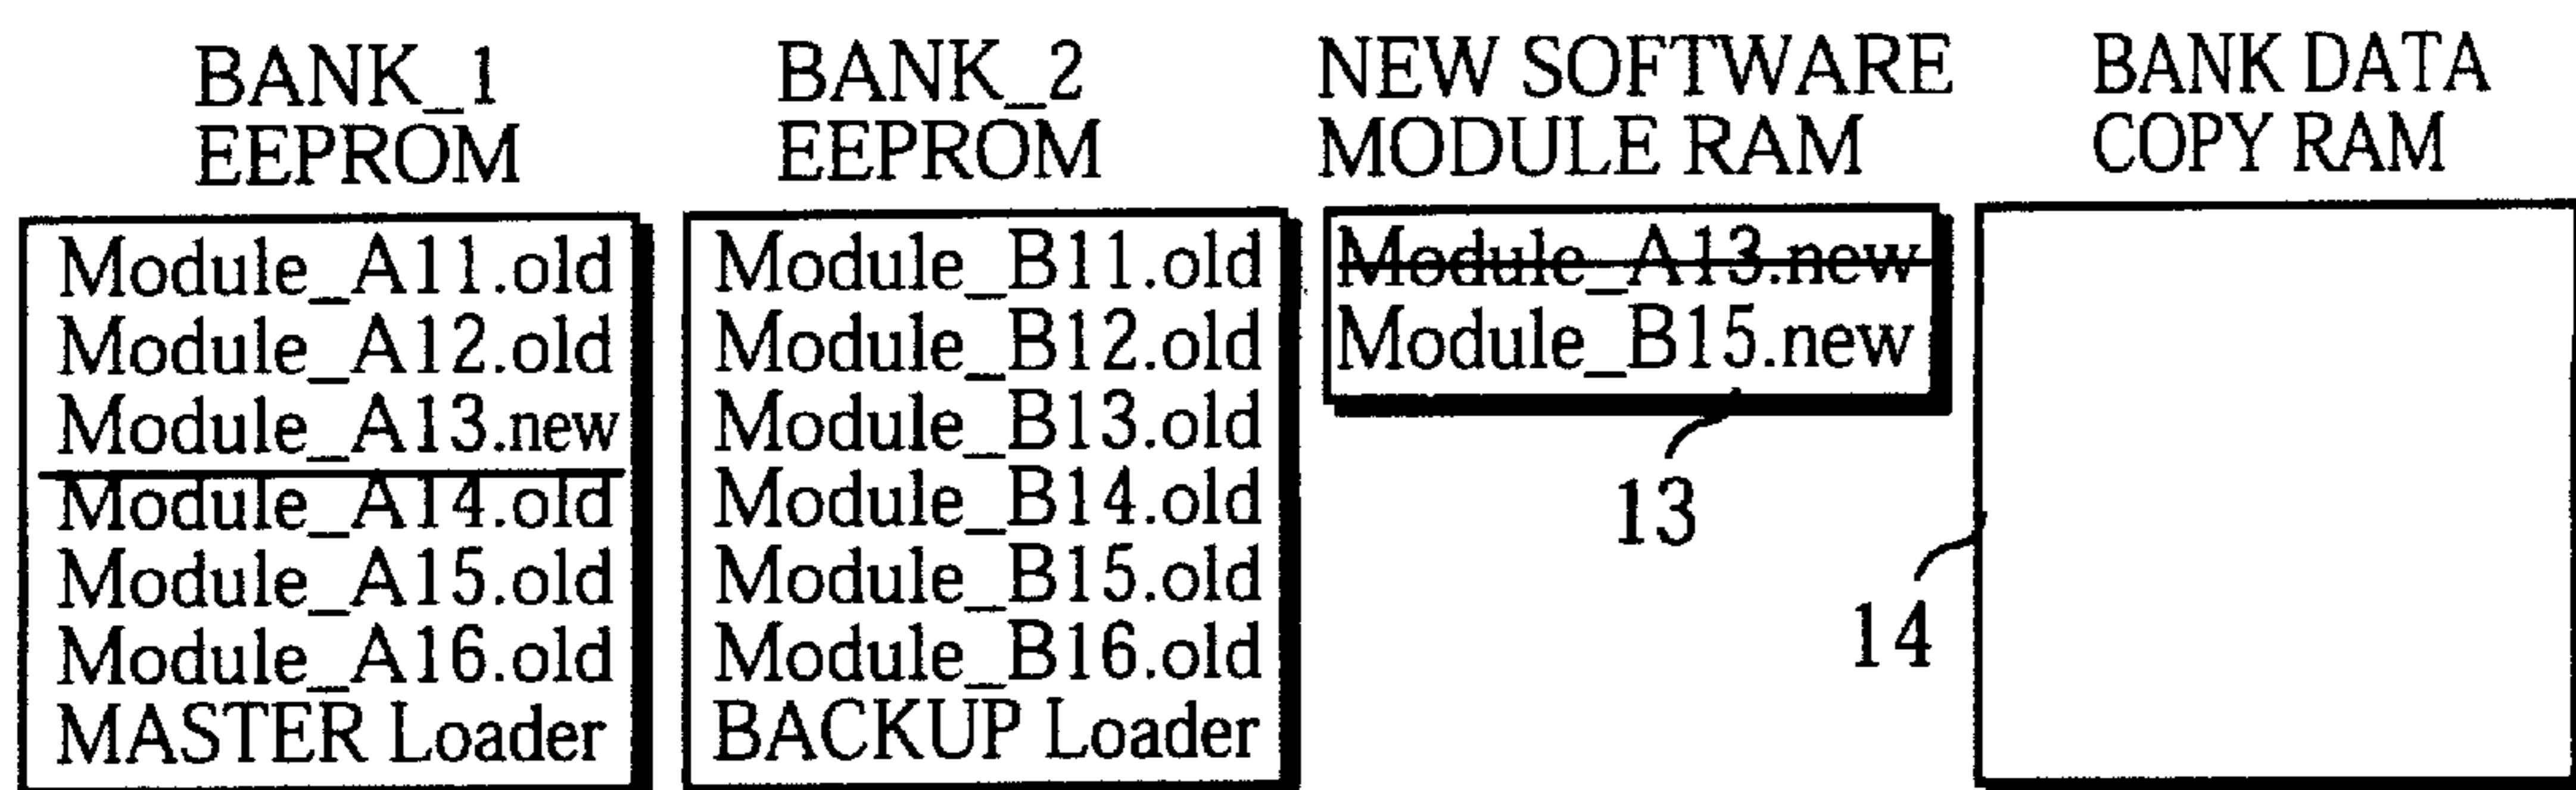 BANK_1
EEPROM
Module_A11.old
Module_A12.old
Module_A13.new
Module_A14.old
Module_A15.old
Module_A16.old
MASTER Loader
BANK_2
EEPROM
Module_B11.old
Module_B12.old
Module_B13.old
Module_B14.old
Module_B15.old
Module_B16.old
BACKUP Loader
NEW SOFTWARE
MODULE RAM
Module_A13.new
Module_B15.new
13
BANK DATA
COPY RAM
14